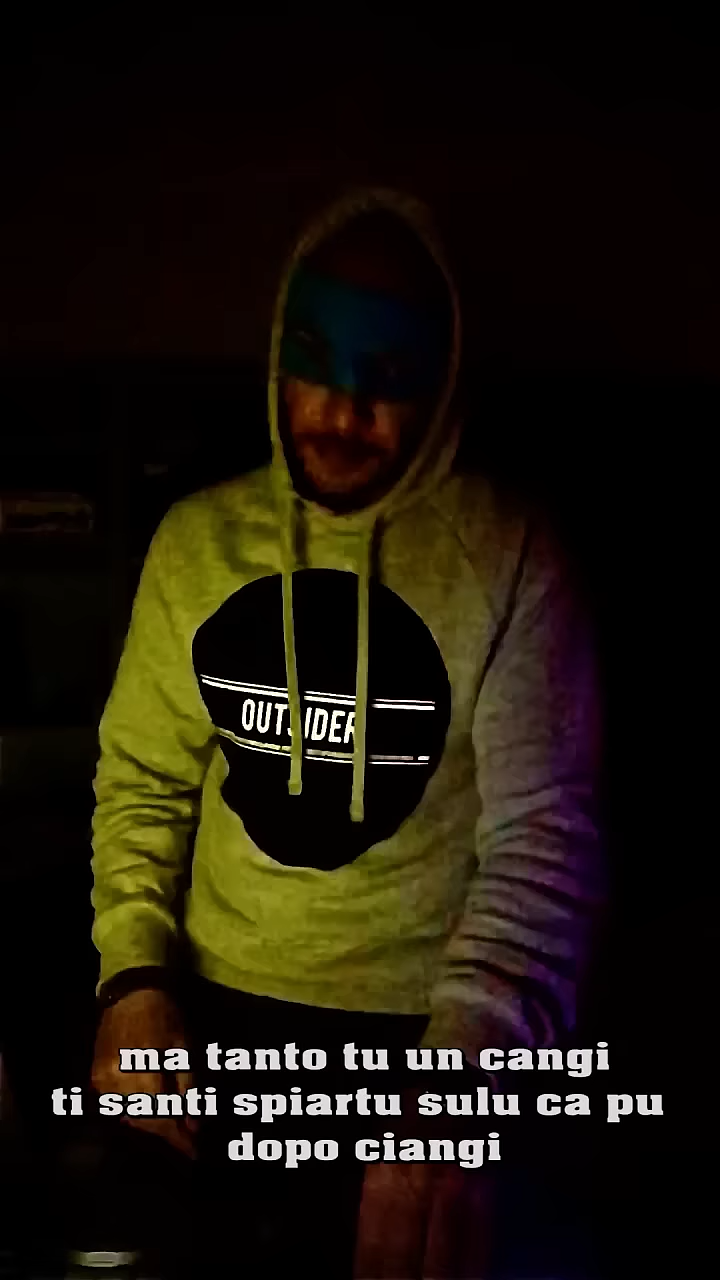 OUTSIDER
ma tanto tu un cangi
ti santi spiartu sulu ca pu
dopo ciangi